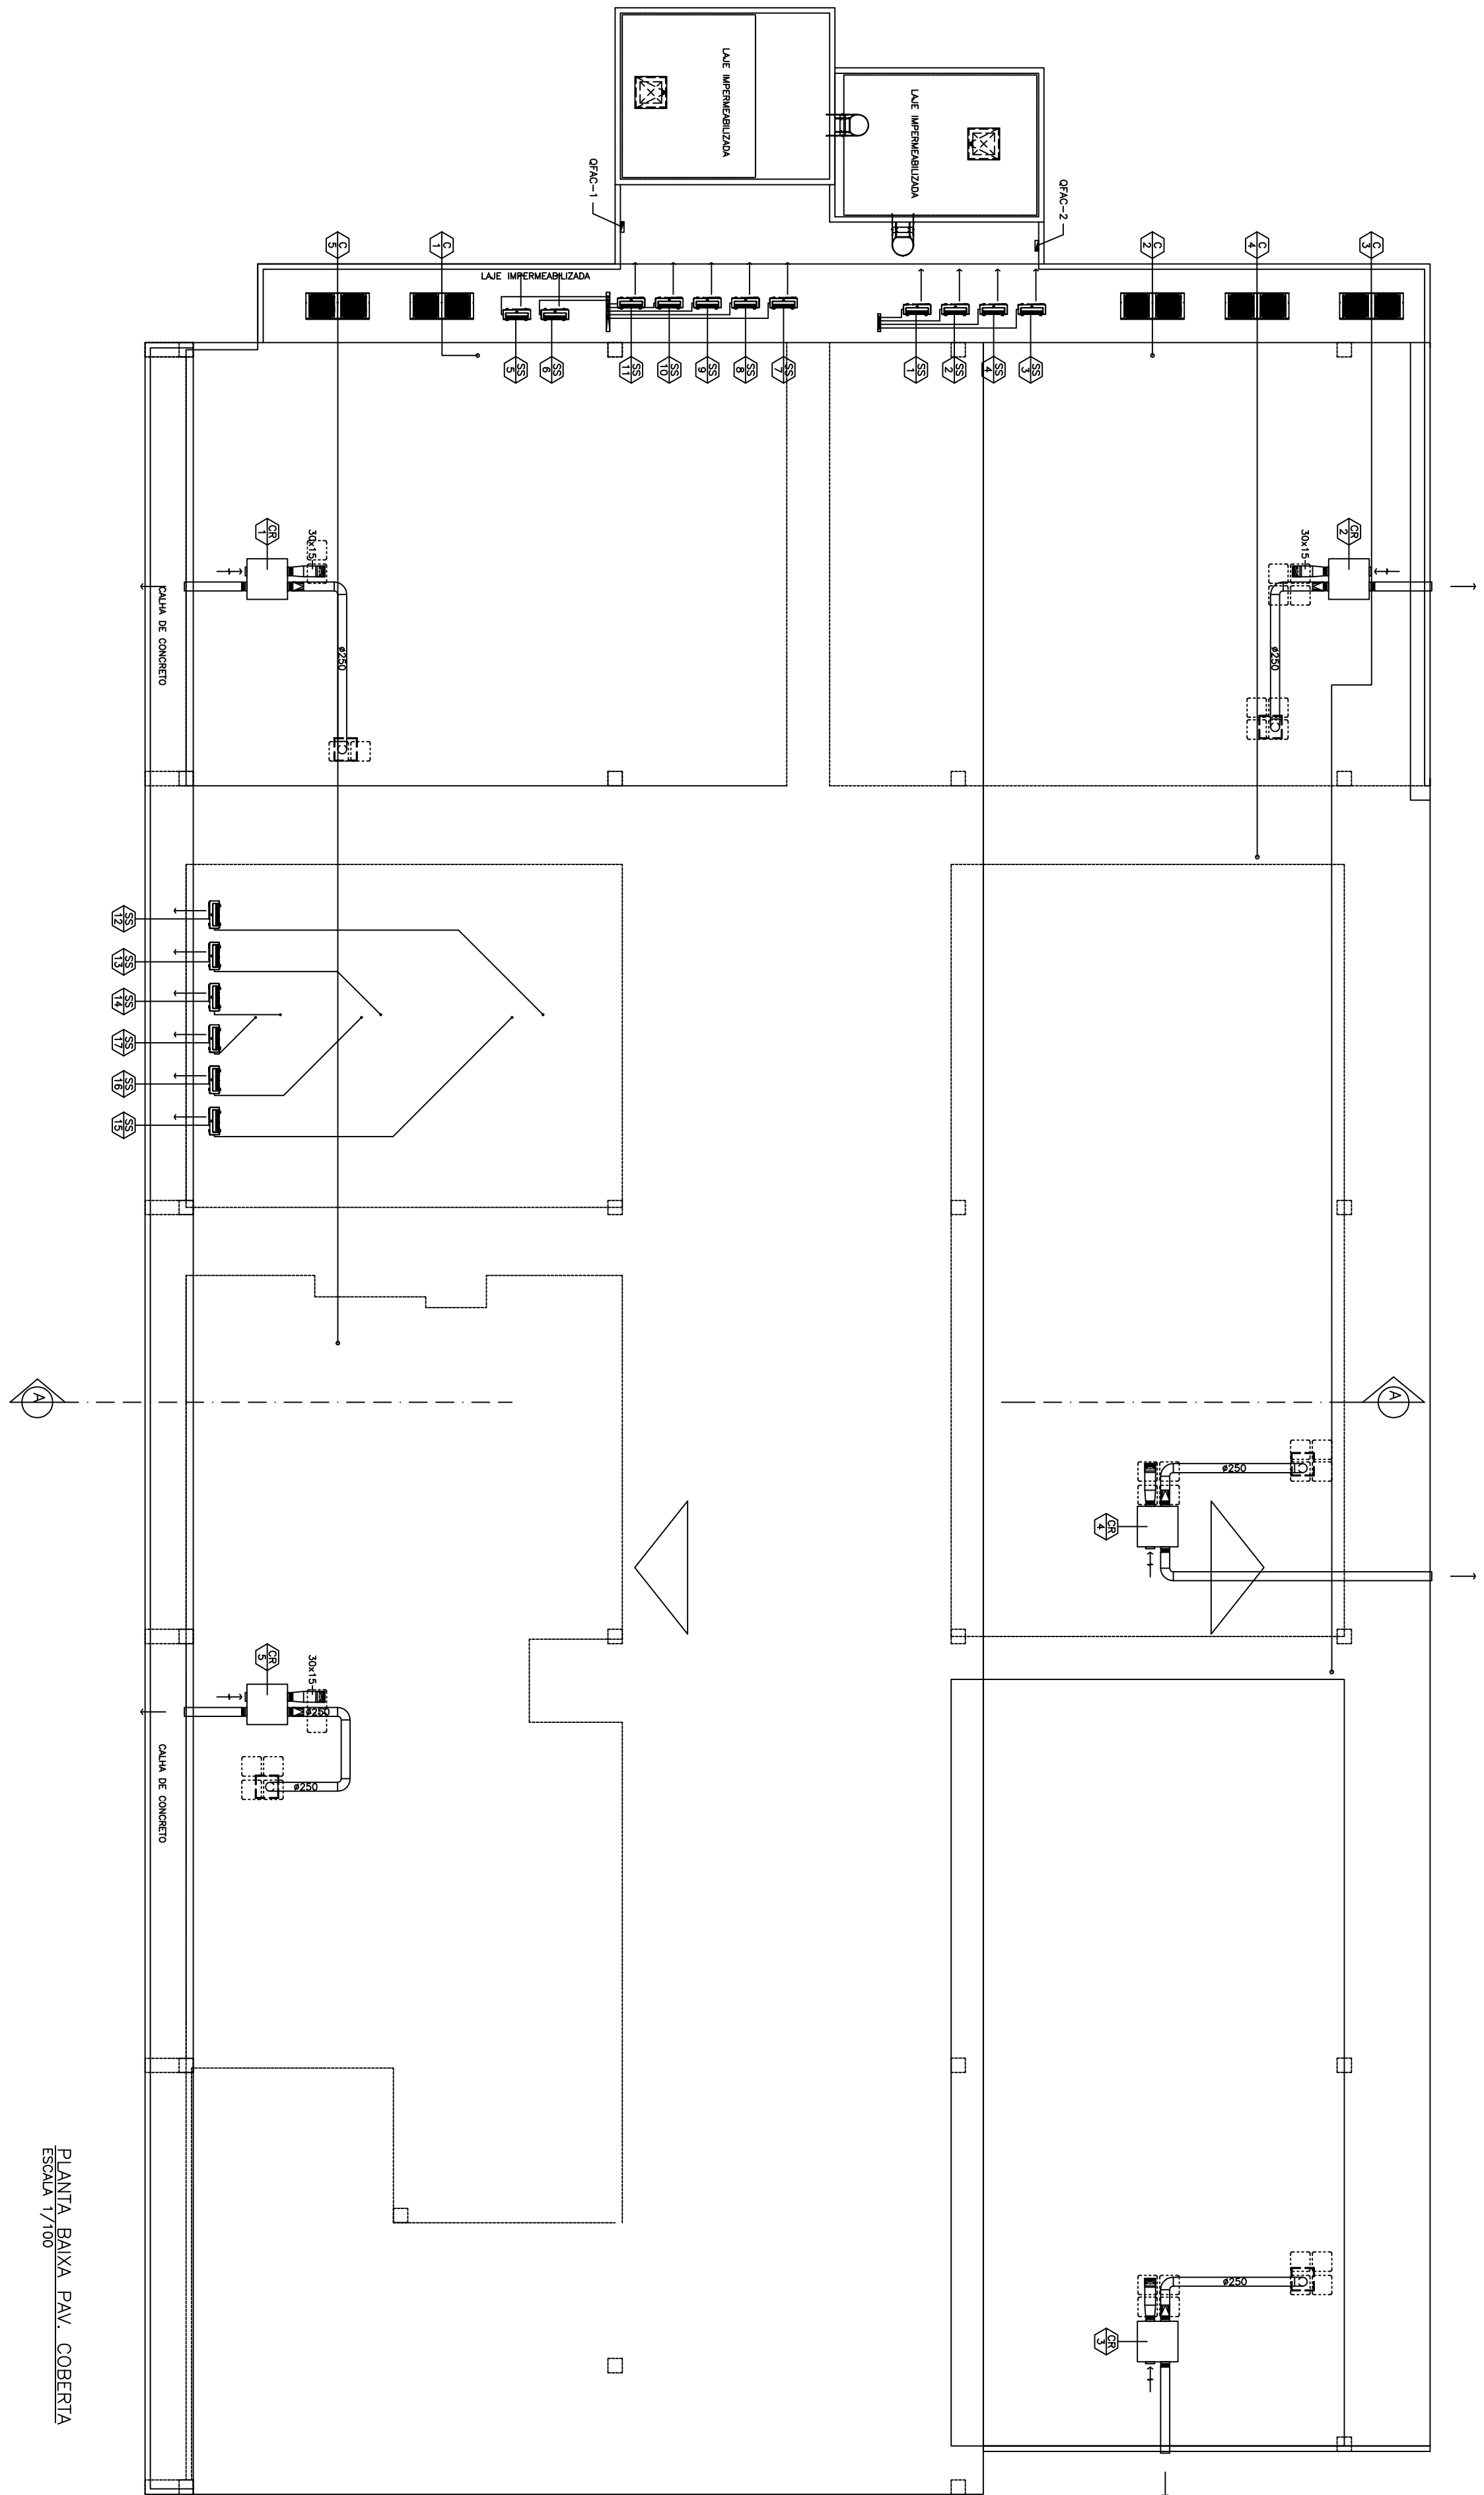 LAJE IMPERMEABILIZADA
LAJE IMPERMEABILIZADA
QFAC-1
QFAC-2
C
5
C
1
C
2
C
4
C
3
LAJE IMPERMEABILIZADA
SS
5
SS
6
SS
11
SS
10
SS
9
SS
8
SS
7
SS
1
SS
2
SS
4
SS
3
CR
1
30x15
CR
2
30x15
CALHA DE CONCRETO
ø250
ø250
SS
12
SS
13
SS
14
SS
17
SS
16
SS
15
A
A
ø250
CR
4
CR
5
30x15
ø250
ø250
CALHA DE CONCRETO
ø250
CR
3
PLANTA BAIXA PAV. COBERTA
ESCALA 1/100